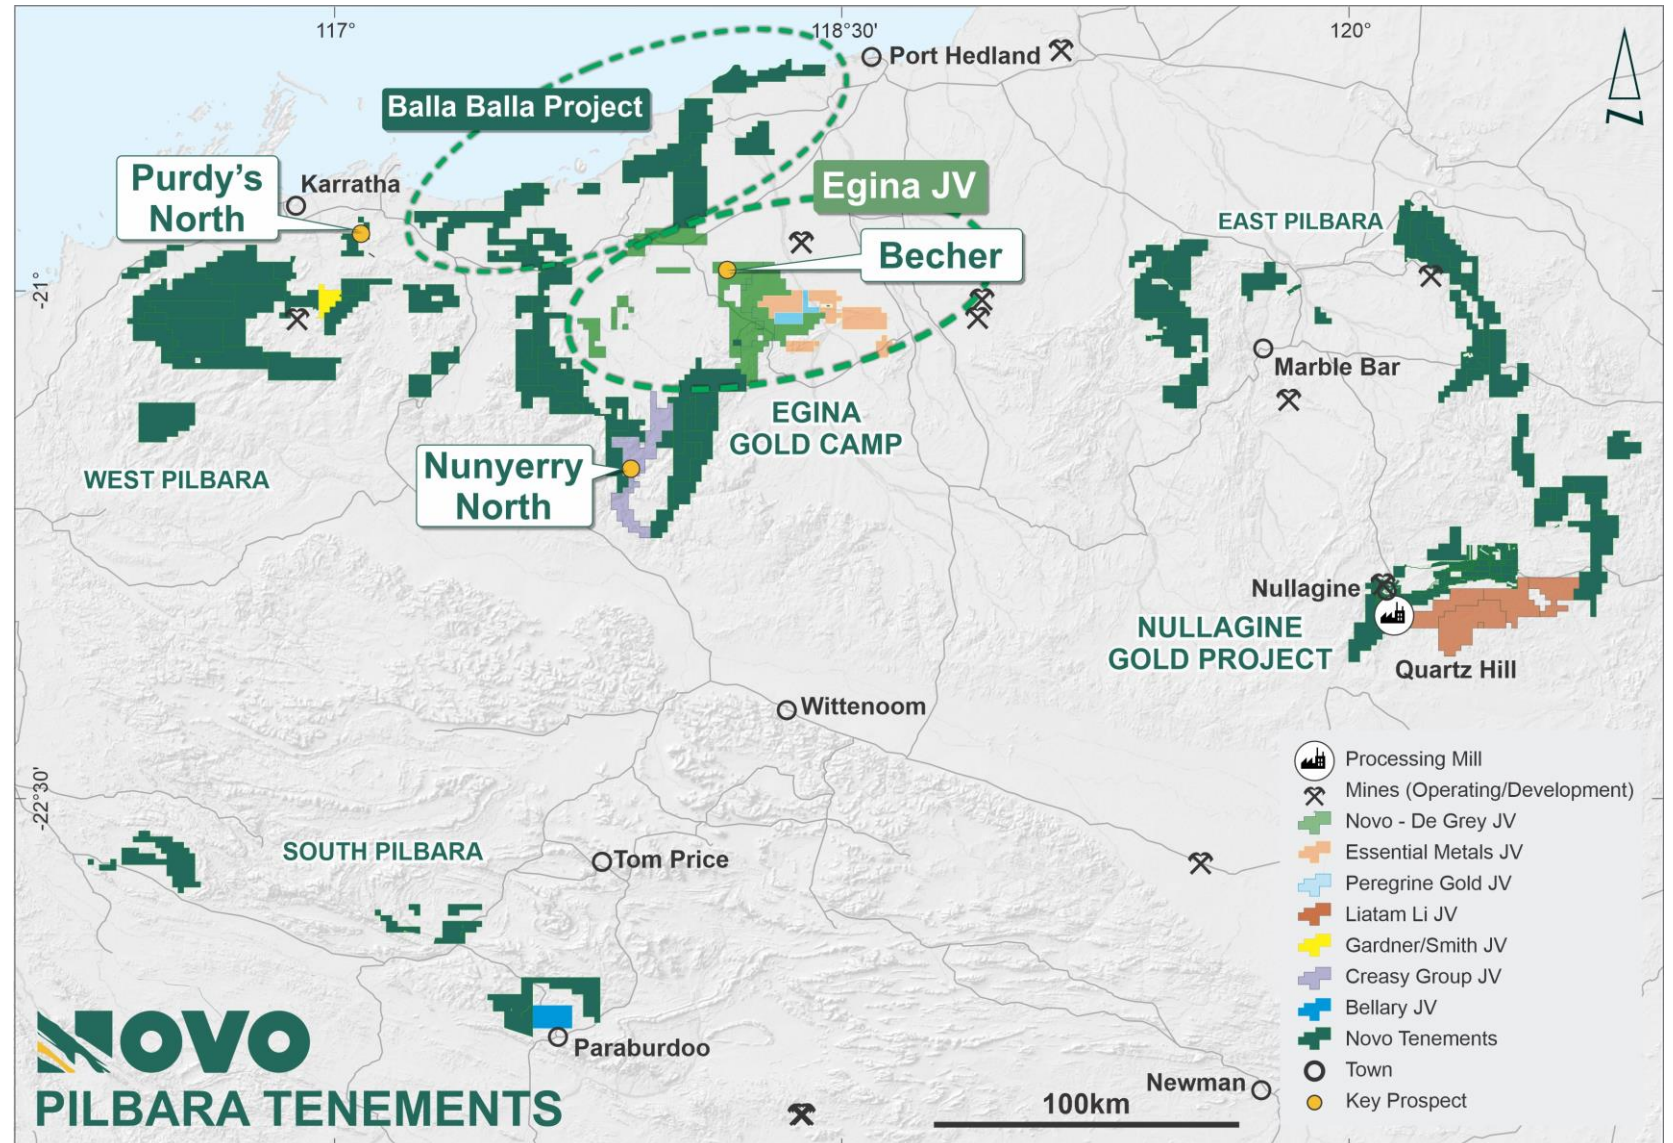 117°
118°30'
120°
Port Hedland
Balla Balla Project
Purdy's
North
Karratha
Egina JV
Becher
EAST PILBARA
-21°
Marble Bar
EGINA
GOLD CAMP
WEST PILBARA
Nunyerry
North
Nullagine
NULLAGINE
GOLD PROJECT
Quartz Hill
Wittenoom
-22°30'
SOUTH PILBARA
Tom Price
Paraburdoo
Newman
100km
Processing Mill
Mines (Operating/Development)
Novo - De Grey JV
Essential Metals JV
Peregrine Gold JV
Liatam Li JV
Gardner/Smith JV
Creasy Group JV
Bellary JV
Novo Tenements
Town
Key Prospect
NOVO
PILBARA TENEMENTS
N